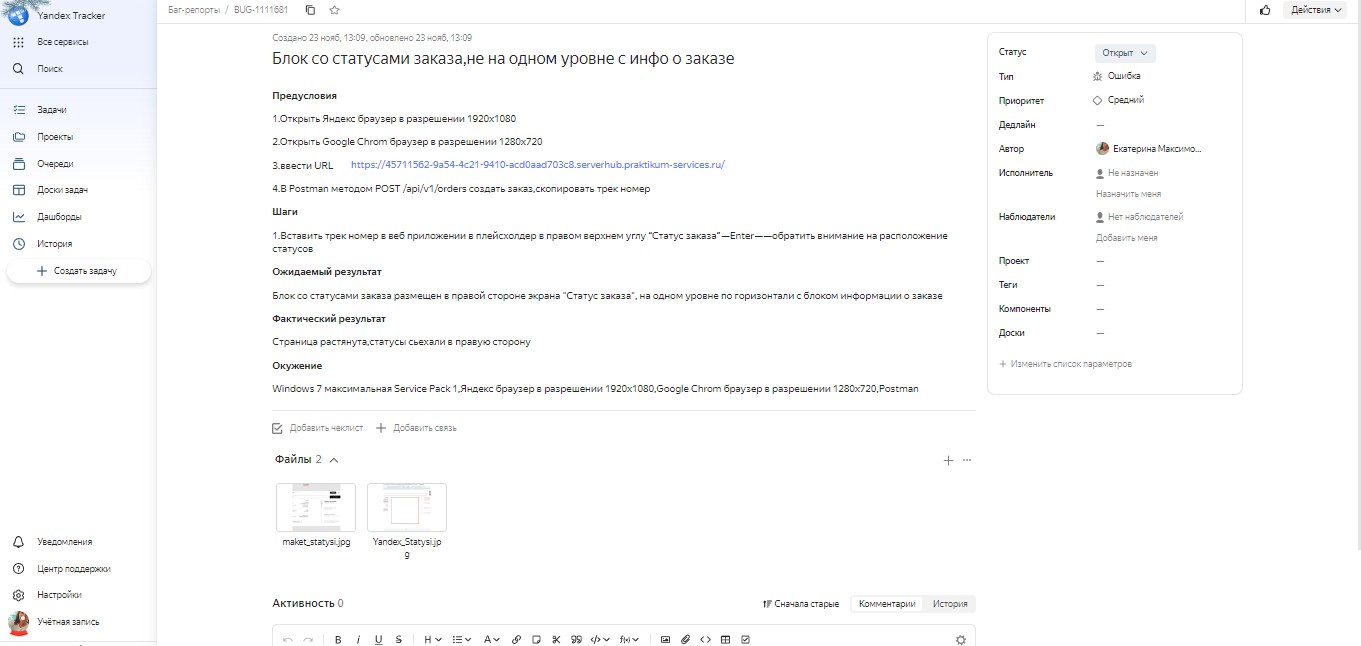 Yandex Tracker
Все сервисы
Поиск
Задачи
Проекты
Очереди
Доски задач
Дашборды
История
Создать задачу
Уведомления
Центр поддержки
Настройки
Учётная запись
Баг-репорты / BUG-1111681
Действия
Создано 23 нояб, 13:09, обновлено 23 нояб, 13:09
Блок со статусами заказа,не на одном уровне с инфо о заказе
Предусловия
1.Открыть Яндекс браузер в разрешении 1920x1080
2.Открыть Google Chrom браузер в разрешении 1280x720
3.ввести URL https://45711562-9a54-4c21-9410-acd0aad703c8.serverhub.praktikum-services.ru/
4.В Postman методом POST /api/v1/orders создать заказ,скопировать трек номер
Шаги
1.Вставить трек номер в веб приложении в плейсхолдер в правом верхнем углу "Статус заказа"—Enter——обратить внимание на расположение
статусов
Ожидаемый результат
Блок со статусами заказа размещен в правой стороне экрана "Статус заказа", на одном уровне по горизонтали с блоком информации о заказе
Фактический результат
Страница растянута,статусы сьехали в правую сторону
Окружение
Windows 7 максимальная Service Pack 1,Яндекс браузер в разрешении 1920x1080,Google Chrom браузер в разрешении 1280x720,Postman
Добавить чеклист
Добавить связь
Файлы 2
maket_statysi.jpg
Yandex_Statysi.jp
g
Активность 0
Сначала старые
Комментарии
История
B I U S H A
Статус Открыт
Тип Ошибка
Приоритет Средний
Дедлайн —
Автор Екатерина Максимо...
Исполнитель Не назначен
Назначить меня
Наблюдатели Нет наблюдателей
Добавить меня
Проект —
Теги —
Компоненты —
Доски —
Изменить список параметров